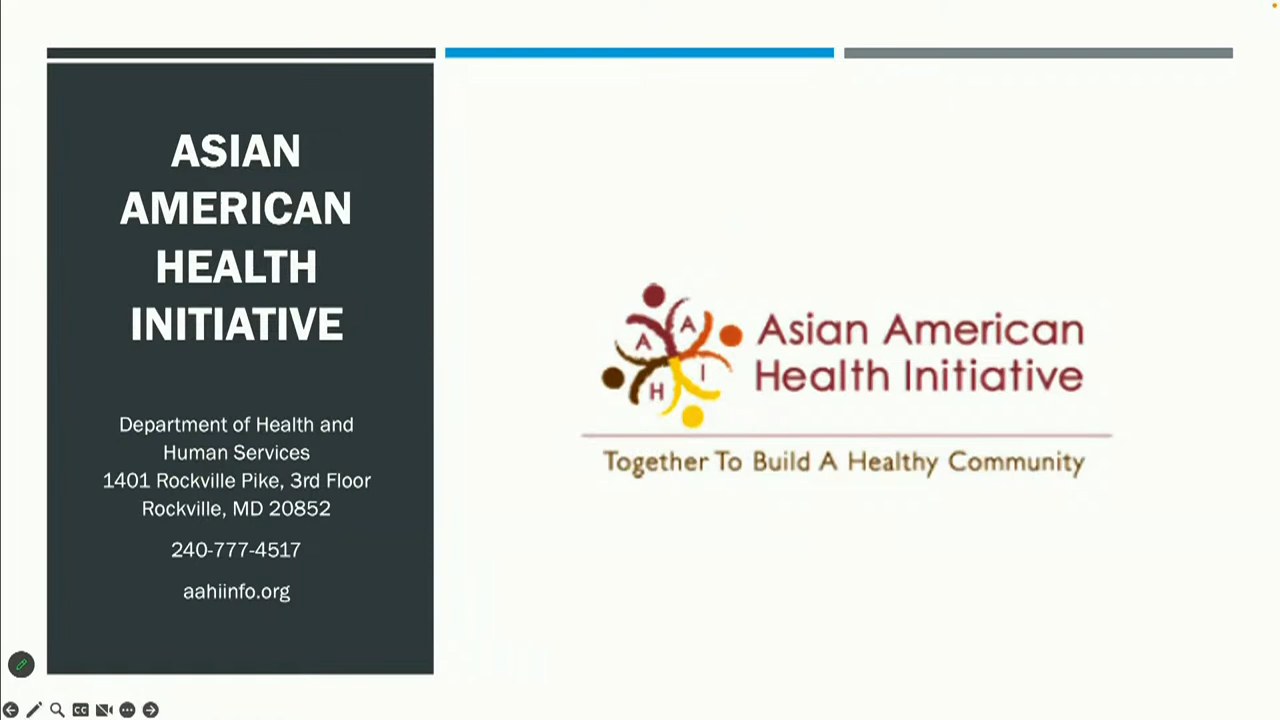 ASIAN
AMERICAN
HEALTH
INITIATIVE
Department of Health and
Human Services
1401 Rockville Pike, 3rd Floor
Rockville, MD 20852
240-777-4517
aahiinfo.org
A
A
H
I
Asian American
Health Initiative
Together To Build A Healthy Community
CC